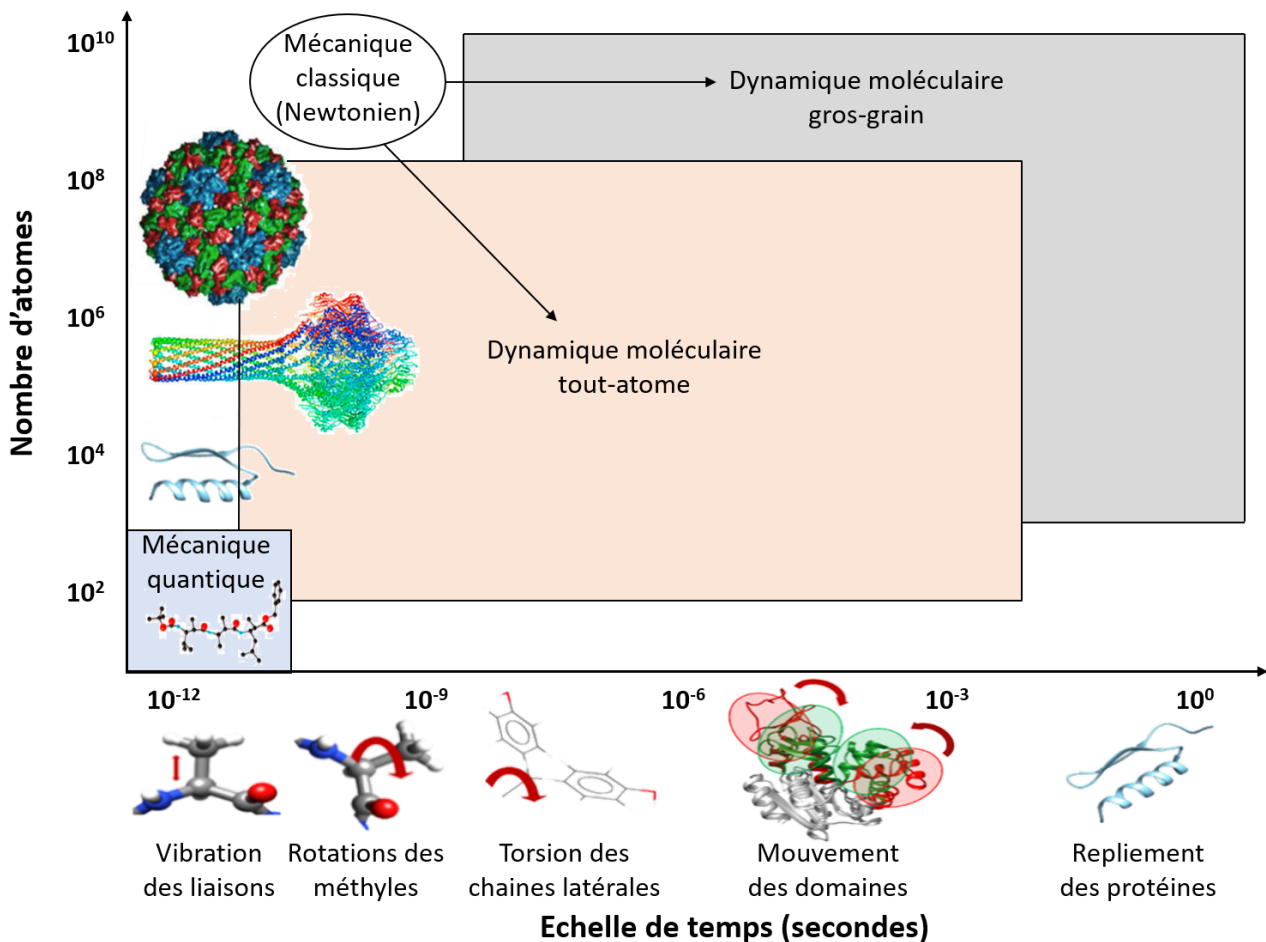 10¹⁰
Mécanique
classique
(Newtonien)
Dynamique moléculaire
gros-grain
10⁸
Nombre d’atomes
10⁶
Dynamique moléculaire
tout-atome
10⁴
Mécanique
quantique
10²
10⁻¹²
10⁻⁹
10⁻⁶
10⁻³
10⁰
Vibration
des liaisons
Rotations des
méthyles
Torsion des
chaines latérales
Mouvement
des domaines
Repliement
des protéines
Echelle de temps (secondes)